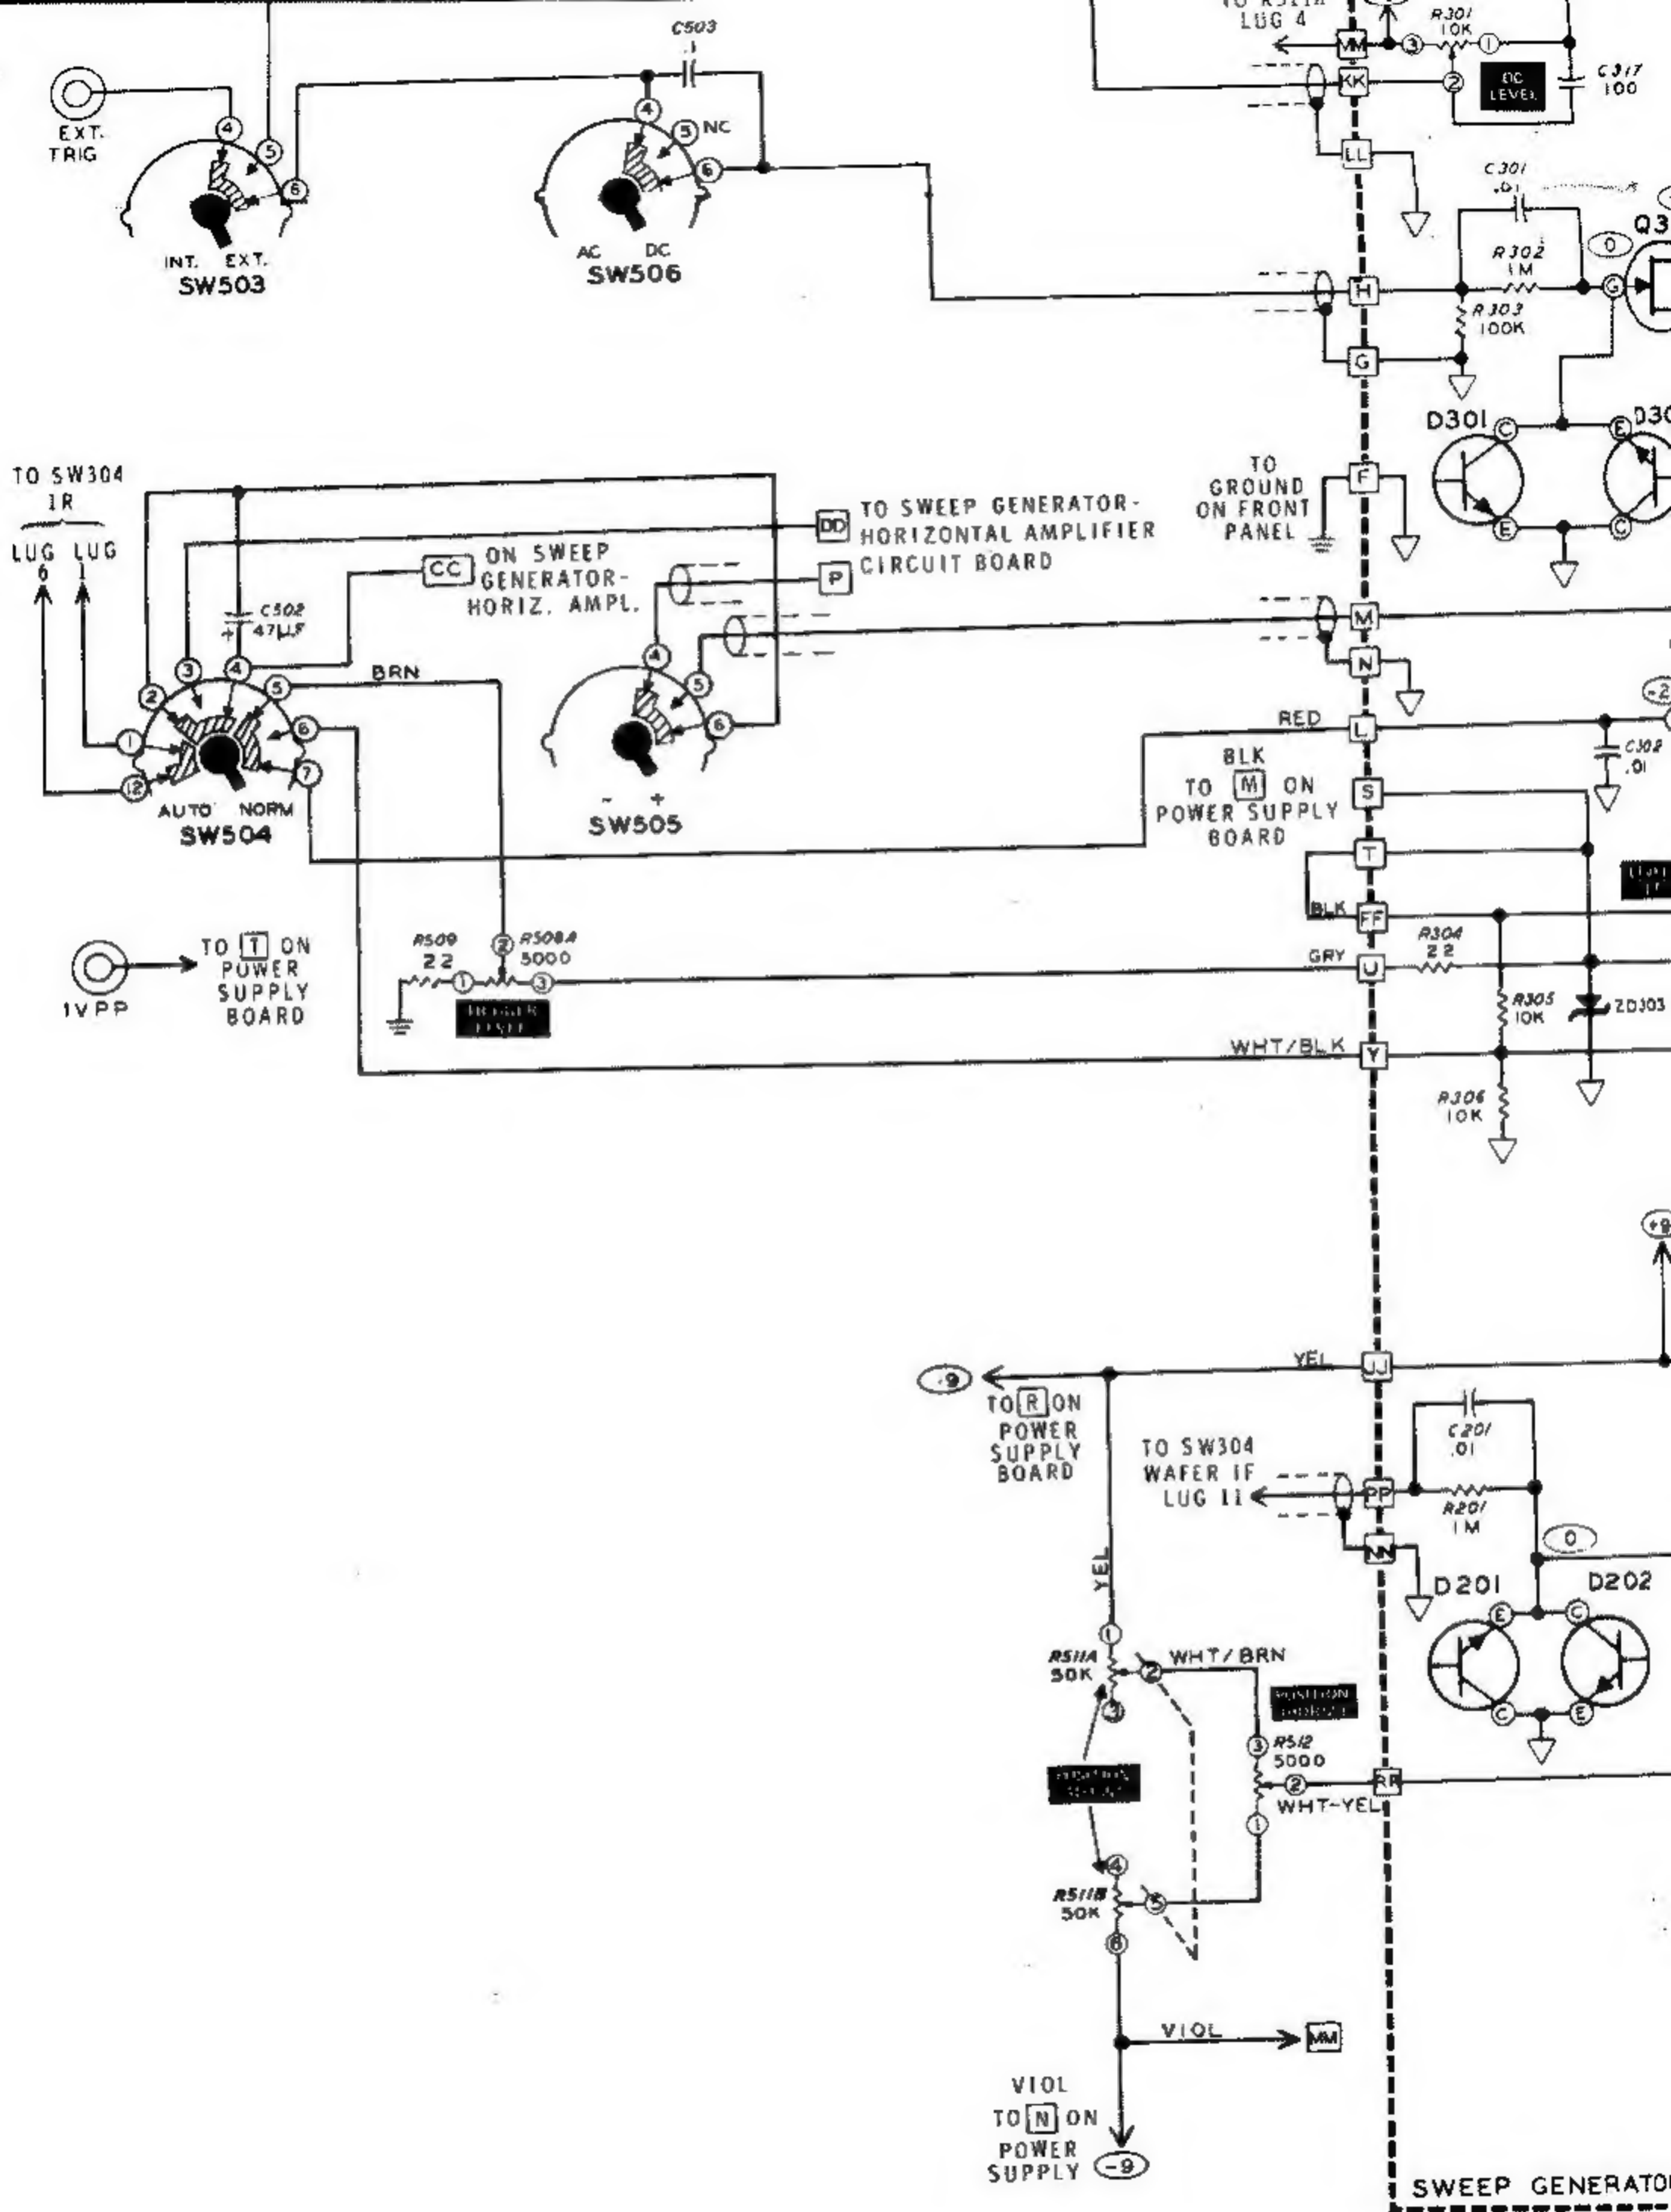 C503
.1
EXT.
TRIG
4
5
6
INT. EXT.
SW503
4
5 NC
6
AC DC
SW506
LUG 4
MM
3
R301
10K
1
KK
2
DC
LEVEL
C317
100
LL
C301
.01
R302
1M
0
H
G
R303
100K
G
D301
C
E
E
C
TO
GROUND
ON FRONT
PANEL
F
TO SW304
1R
LUG LUG
6 1
DD
TO SWEEP GENERATOR-
HORIZONTAL AMPLIFIER
CIRCUIT BOARD
CC
ON SWEEP
GENERATOR-
HORIZ. AMPL.
P
C502
+ 47µF
BRN
1
2
3
4
5
6
7
12
AUTO NORM
SW504
4
5
6
- +
SW505
M
N
RED
L
C302
.01
BLK
TO M ON
POWER SUPPLY
BOARD
S
T
BLK
FF
GRY
U
R304
22
R305
10K
ZD303
WHT/BLK
Y
R306
10K
1VPP
TO T ON
POWER
SUPPLY
BOARD
R509
22
1
2
3
R508A
5000
TRIGGER
LEVEL
-9
TO R ON
POWER
SUPPLY
BOARD
YEL
JJ
TO SW304
WAFER 1F
LUG 11
PP
C201
.01
R201
1M
NN
0
D201
D202
E
C
C
E
YEL
1
R511A
50K
2
WHT/BRN
3
POSITION
3
R512
5000
2
WHT-YEL
RR
1
POSITION
4
R511B
50K
5
6
VIOL
MM
VIOL
TO N ON
POWER
SUPPLY
-9
SWEEP